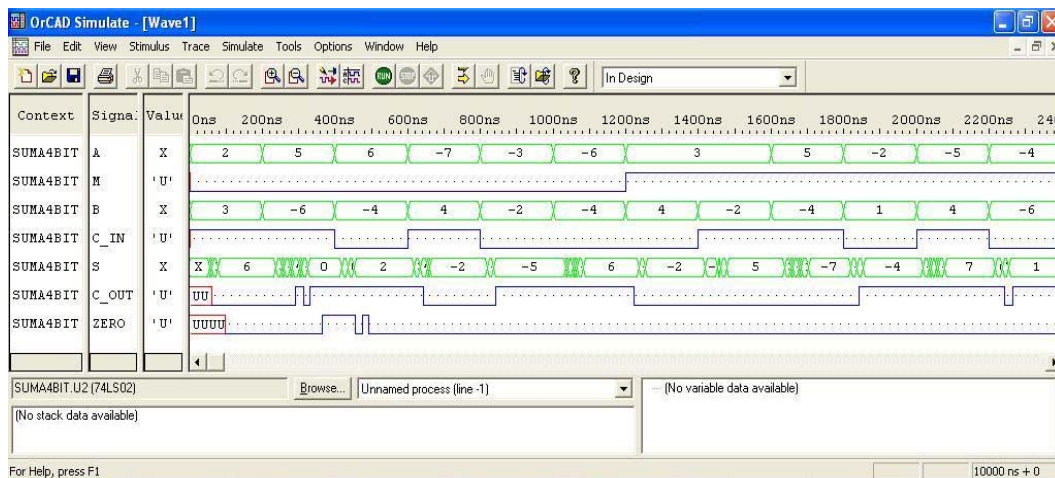 OrCAD Simulate - [Wave1]
File Edit View Stimulus Trace Simulate Tools Options Window Help
RUN STOP In Design
Context Signal Value 0ns 200ns 400ns 600ns 800ns 1000ns 1200ns 1400ns 1600ns 1800ns 2000ns 2200ns 24
SUMA4BIT A X 2 5 6 -7 -3 -6 3 5 -2 -5 -4
SUMA4BIT M 'U'
SUMA4BIT B X 3 -6 -4 4 -2 -4 4 -2 -4 1 4 -6
SUMA4BIT C_IN 'U'
SUMA4BIT S X X 6 0 2 -2 -5 6 -2 5 -7 -4 7 1
SUMA4BIT C_OUT 'U' UU
SUMA4BIT ZERO 'U' UUUU
SUMA4BIT.U2 (74LS02) Browse... Unnamed process (line -1) (No variable data available)
(No stack data available)
For Help, press F1 10000 ns + 0